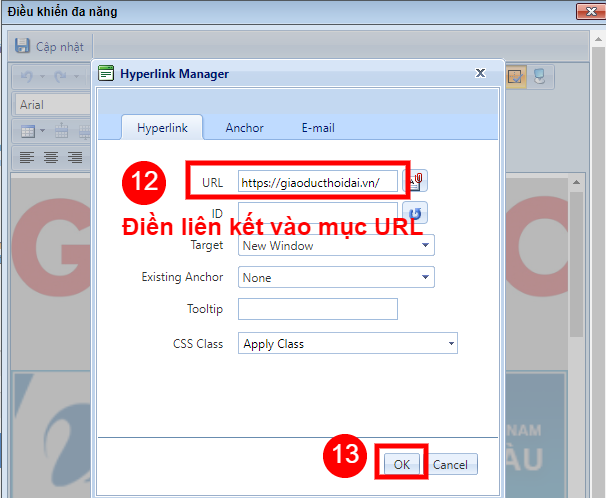 Điều khiển đa năng
Cập nhật
Hyperlink Manager
Arial
Hyperlink Anchor E-mail
12
URL https://giaoducthoidai.vn/
ID
Điền liên kết vào mục URL
Target New Window
Existing Anchor None
Tooltip
CSS Class Apply Class
G C
NAM
ÀU
13
OK Cancel